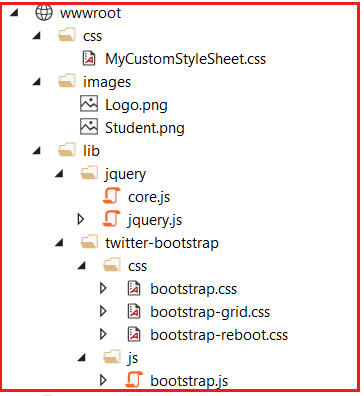 wwwroot
css
MyCustomStyleSheet.css
images
Logo.png
Student.png
lib
jquery
core.js
jquery.js
twitter-bootstrap
css
bootstrap.css
bootstrap-grid.css
bootstrap-reboot.css
js
bootstrap.js